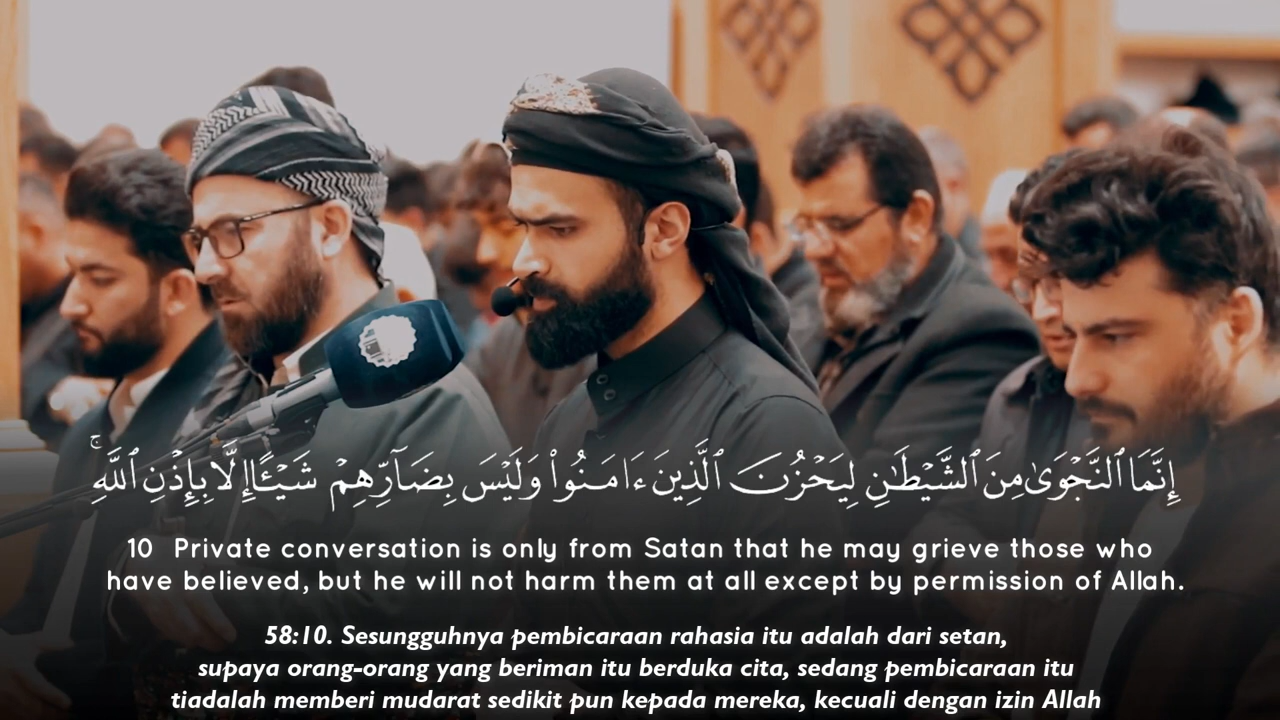 إِنَّمَا ٱلنَّجْوَىٰ مِنَ ٱلشَّيْطَٰنِ لِيَحْزُنَ ٱلَّذِينَ ءَامَنُوا۟ وَلَيْسَ بِضَآرِّهِمْ شَيْـًٔا إِلَّا بِإِذْنِ ٱللَّهِ ۚ
10 Private conversation is only from Satan that he may grieve those who
have believed, but he will not harm them at all except by permission of Allah.
58:10. Sesungguhnya pembicaraan rahasia itu adalah dari setan,
supaya orang-orang yang beriman itu berduka cita, sedang pembicaraan itu
tiadalah memberi mudarat sedikit pun kepada mereka, kecuali dengan izin Allah